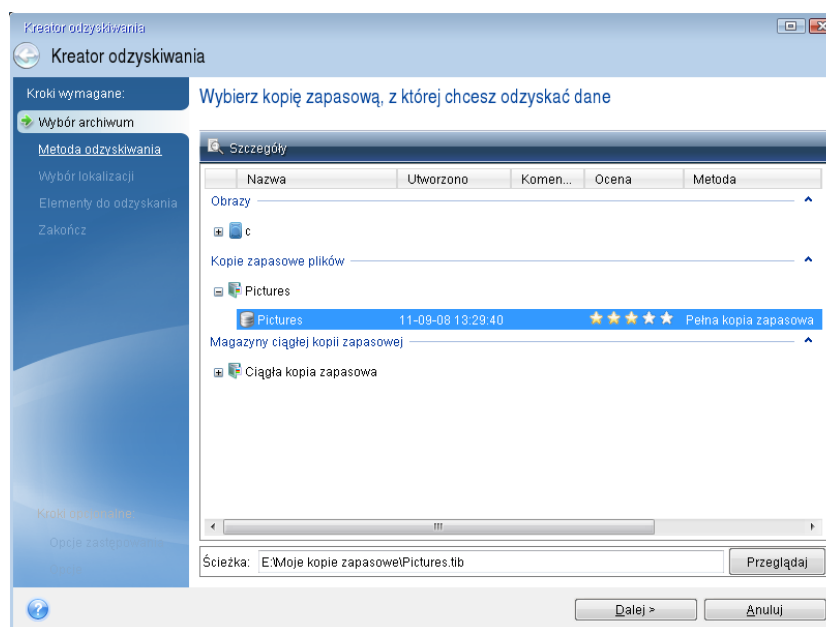 Kreator odzyskiwania
Kreator odzyskiwania
Kroki wymagane:
Wybór archiwum
Metoda odzyskiwania
Wybór lokalizacji
Elementy do odzyskania
Zakończ
Kroki opcjonalne:
Opcje
Wybierz kopię zapasową, z której chcesz odzyskać dane
Szczegóły
Nazwa Utworzono Komen... Ocena Metoda
Obrazy
c
Kopie zapasowe plików
Pictures
Pictures 11-09-08 13:29:40 Pełna kopia zapasowa
Magazyny ciągłej kopii zapasowej
Ciągła kopia zapasowa
Ścieżka: E:\Moje kopie zapasowe\Pictures.tib Przeglądaj
Dalej > Anuluj